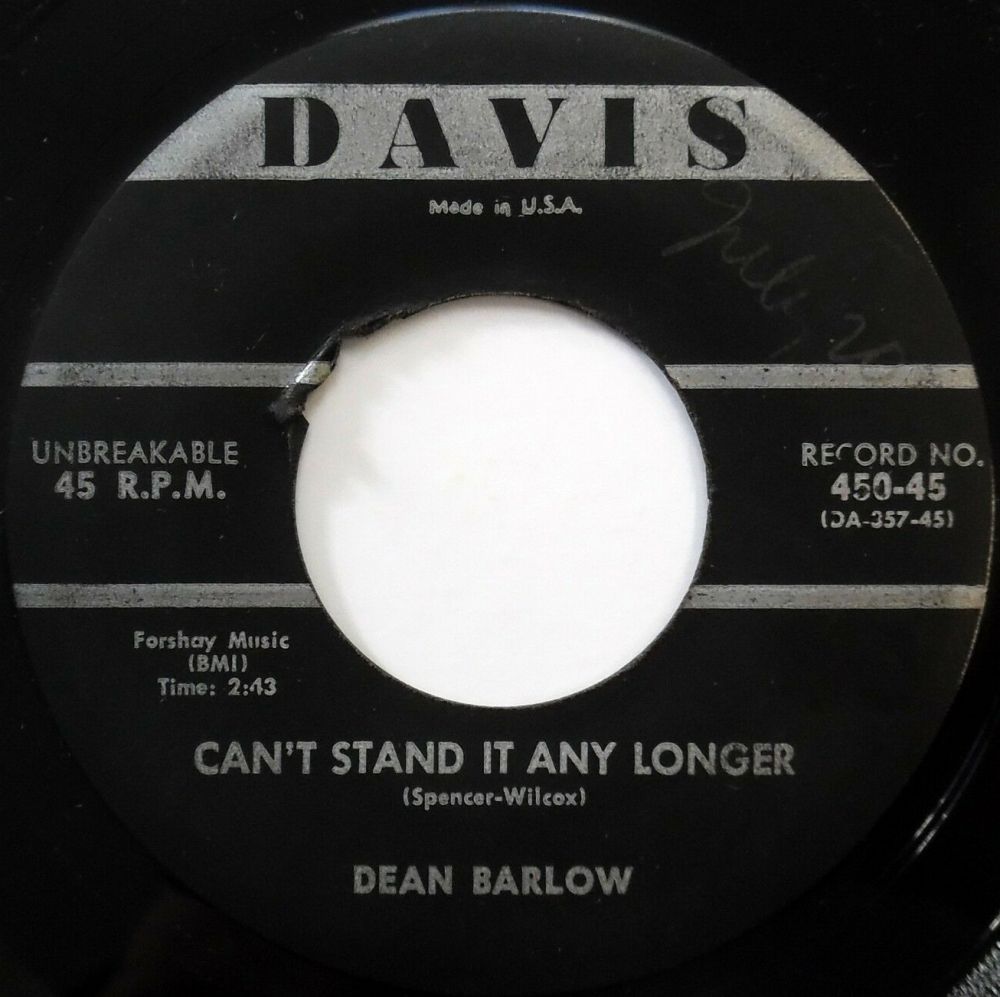 DAVIS
Made in U.S.A.
UNBREAKABLE
45 R.P.M.
RECORD NO.
450-45
(DA-357-45)
Forshay Music
(BMI)
Time: 2:43
CAN'T STAND IT ANY LONGER
(Spencer-Wilcox)
DEAN BARLOW